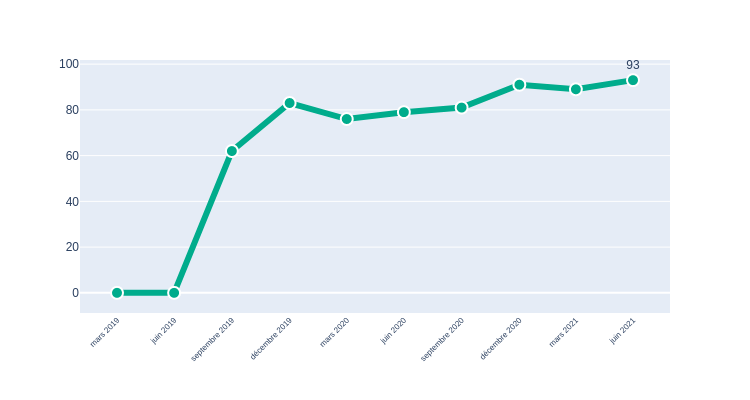 93
100
80
60
40
20
0
mars 2019
juin 2019
septembre 2019
décembre 2019
mars 2020
juin 2020
septembre 2020
décembre 2020
mars 2021
juin 2021